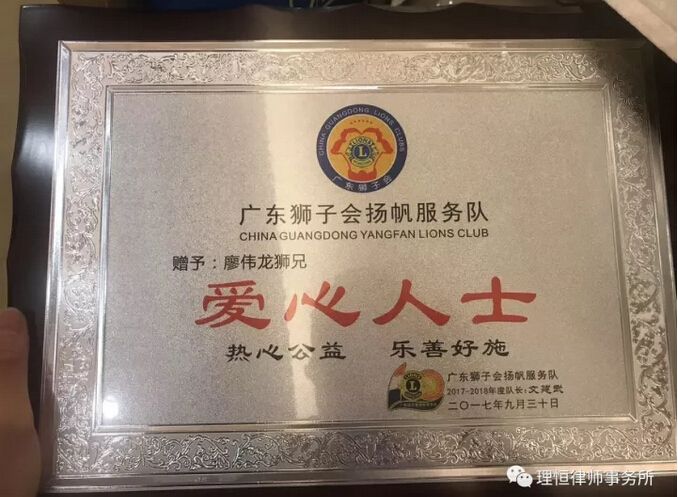 CHINA GUANGDONG LIONS CLUBS
LIONS
L
广东狮子会
广东狮子会扬帆服务队
CHINA GUANGDONG YANGFAN LIONS CLUB
赠予：廖伟龙狮兄
爱心人士
热心公益 乐善好施
广东狮子会扬帆服务队
2017-2018年度队长：文建武
二〇一七年九月三十日
理恒律师事务所